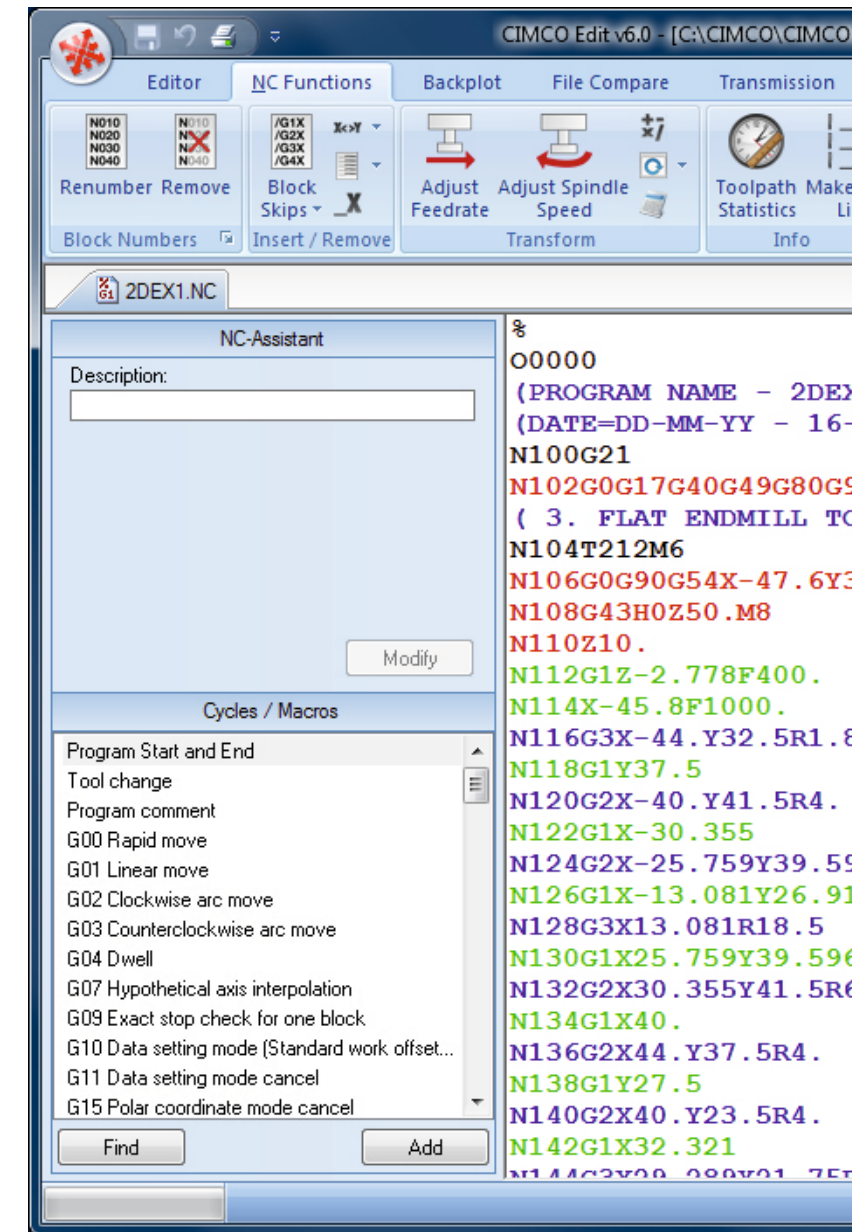 CIMCO Edit v6.0 - [C:\CIMCO\CIMCO
Editor NC Functions Backplot File Compare Transmission
N010 N020 N030 N040
N010 N040
/G1X /G2X /G3X /G4X
X<>Y
_X
Renumber Remove Block Skips Adjust Feedrate Adjust Spindle Speed Toolpath Statistics Make Li
Block Numbers Insert / Remove Transform Info
2DEX1.NC
NC-Assistant
Description:
Modify
Cycles / Macros
Program Start and End
Tool change
Program comment
G00 Rapid move
G01 Linear move
G02 Clockwise arc move
G03 Counterclockwise arc move
G04 Dwell
G07 Hypothetical axis interpolation
G09 Exact stop check for one block
G10 Data setting mode (Standard work offset...
G11 Data setting mode cancel
G15 Polar coordinate mode cancel
Find Add
%
O0000
(PROGRAM NAME - 2DEX
(DATE=DD-MM-YY - 16-
N100G21
N102G0G17G40G49G80G9
( 3. FLAT ENDMILL TO
N104T212M6
N106G0G90G54X-47.6Y3
N108G43H0Z50.M8
N110Z10.
N112G1Z-2.778F400.
N114X-45.8F1000.
N116G3X-44.Y32.5R1.8
N118G1Y37.5
N120G2X-40.Y41.5R4.
N122G1X-30.355
N124G2X-25.759Y39.59
N126G1X-13.081Y26.91
N128G3X13.081R18.5
N130G1X25.759Y39.596
N132G2X30.355Y41.5R6
N134G1X40.
N136G2X44.Y37.5R4.
N138G1Y27.5
N140G2X40.Y23.5R4.
N142G1X32.321